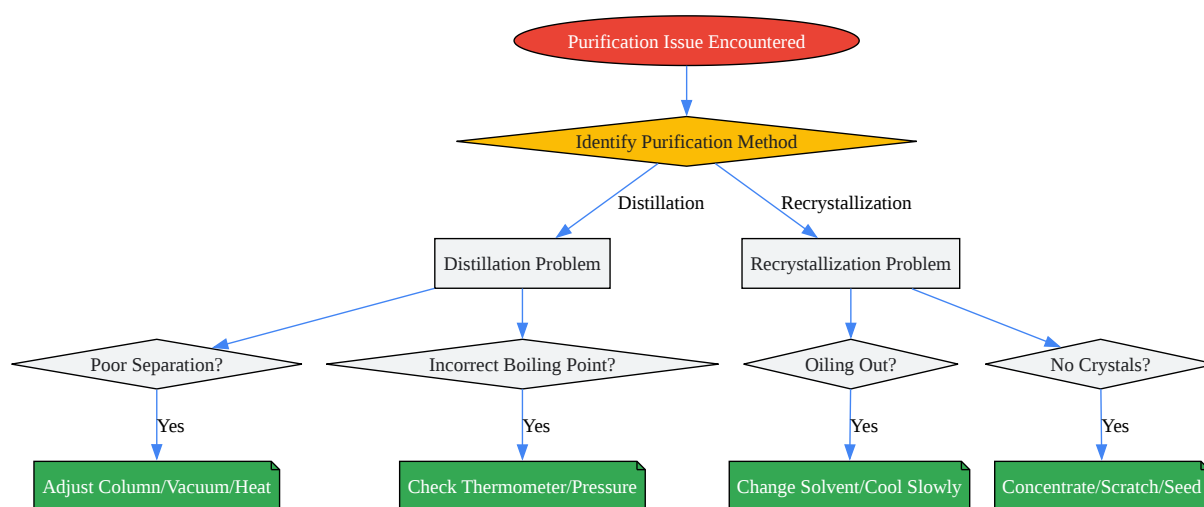 Purification Issue Encountered
Identify Purification Method
Distillation
Recrystallization
Distillation Problem
Recrystallization Problem
Poor Separation?
Incorrect Boiling Point?
Oiling Out?
No Crystals?
Yes
Yes
Yes
Yes
Adjust Column/Vacuum/Heat
Check Thermometer/Pressure
Change Solvent/Cool Slowly
Concentrate/Scratch/Seed